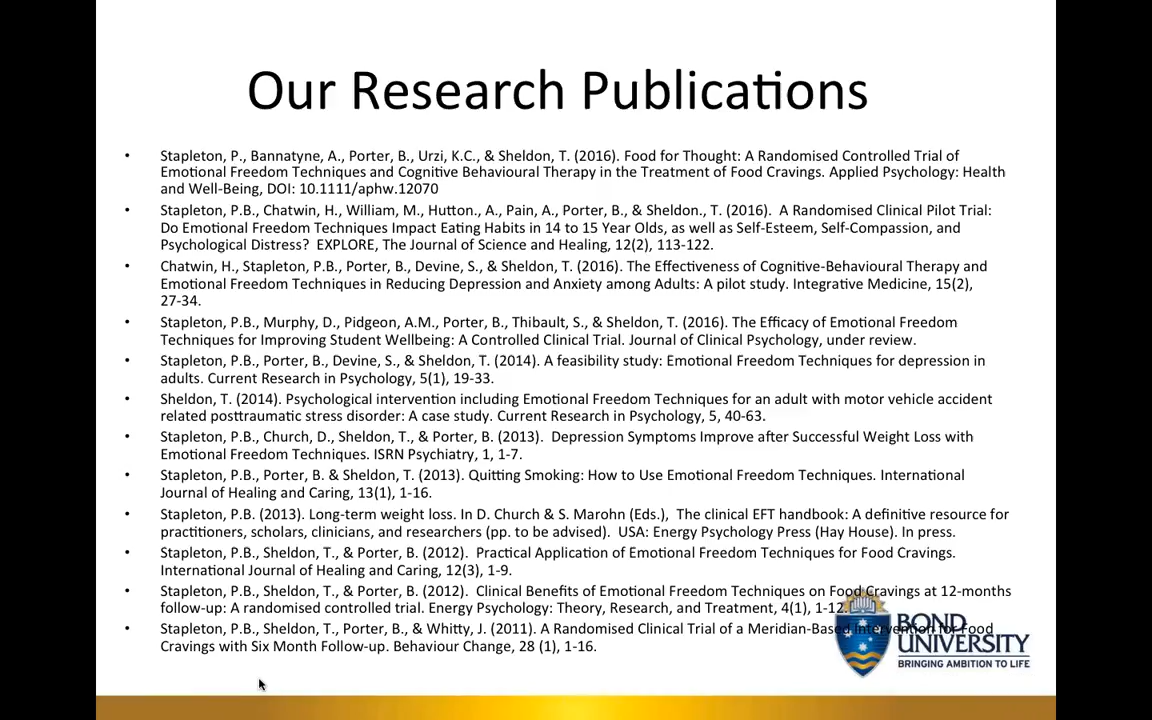 Our Research Publications
• Stapleton, P., Bannatyne, A., Porter, B., Urzi, K.C., & Sheldon, T. (2016). Food for Thought: A Randomised Controlled Trial of
Emotional Freedom Techniques and Cognitive Behavioural Therapy in the Treatment of Food Cravings. Applied Psychology: Health
and Well-Being, DOI: 10.1111/aphw.12070
• Stapleton, P.B., Chatwin, H., William, M., Hutton., A., Pain, A., Porter, B., & Sheldon., T. (2016).  A Randomised Clinical Pilot Trial:
Do Emotional Freedom Techniques Impact Eating Habits in 14 to 15 Year Olds, as well as Self-Esteem, Self-Compassion, and
Psychological Distress?  EXPLORE, The Journal of Science and Healing, 12(2), 113-122.
• Chatwin, H., Stapleton, P.B., Porter, B., Devine, S., & Sheldon, T. (2016). The Effectiveness of Cognitive-Behavioural Therapy and
Emotional Freedom Techniques in Reducing Depression and Anxiety among Adults: A pilot study. Integrative Medicine, 15(2),
27-34.
• Stapleton, P.B., Murphy, D., Pidgeon, A.M., Porter, B., Thibault, S., & Sheldon, T. (2016). The Efficacy of Emotional Freedom
Techniques for Improving Student Wellbeing: A Controlled Clinical Trial. Journal of Clinical Psychology, under review.
• Stapleton, P.B., Porter, B., Devine, S., & Sheldon, T. (2014). A feasibility study: Emotional Freedom Techniques for depression in
adults. Current Research in Psychology, 5(1), 19-33.
• Sheldon, T. (2014). Psychological intervention including Emotional Freedom Techniques for an adult with motor vehicle accident
related posttraumatic stress disorder: A case study. Current Research in Psychology, 5, 40-63.
• Stapleton, P.B., Church, D., Sheldon, T., & Porter, B. (2013).  Depression Symptoms Improve after Successful Weight Loss with
Emotional Freedom Techniques. ISRN Psychiatry, 1, 1-7.
• Stapleton, P.B., Porter, B. & Sheldon, T. (2013). Quitting Smoking: How to Use Emotional Freedom Techniques. International
Journal of Healing and Caring, 13(1), 1-16.
• Stapleton, P.B. (2013). Long-term weight loss. In D. Church & S. Marohn (Eds.),  The clinical EFT handbook: A definitive resource for
practitioners, scholars, clinicians, and researchers (pp. to be advised).  USA: Energy Psychology Press (Hay House). In press.
• Stapleton, P.B., Sheldon, T., & Porter, B. (2012).  Practical Application of Emotional Freedom Techniques for Food Cravings.
International Journal of Healing and Caring, 12(3), 1-9.
• Stapleton, P.B., Sheldon, T., & Porter, B. (2012).  Clinical Benefits of Emotional Freedom Techniques on Food Cravings at 12-months
follow-up: A randomised controlled trial. Energy Psychology: Theory, Research, and Treatment, 4(1), 1-12.
• Stapleton, P.B., Sheldon, T., Porter, B., & Whitty, J. (2011). A Randomised Clinical Trial of a Meridian-Based Intervention for Food
Cravings with Six Month Follow-up. Behaviour Change, 28 (1), 1-16.
BOND
UNIVERSITY
BRINGING AMBITION TO LIFE